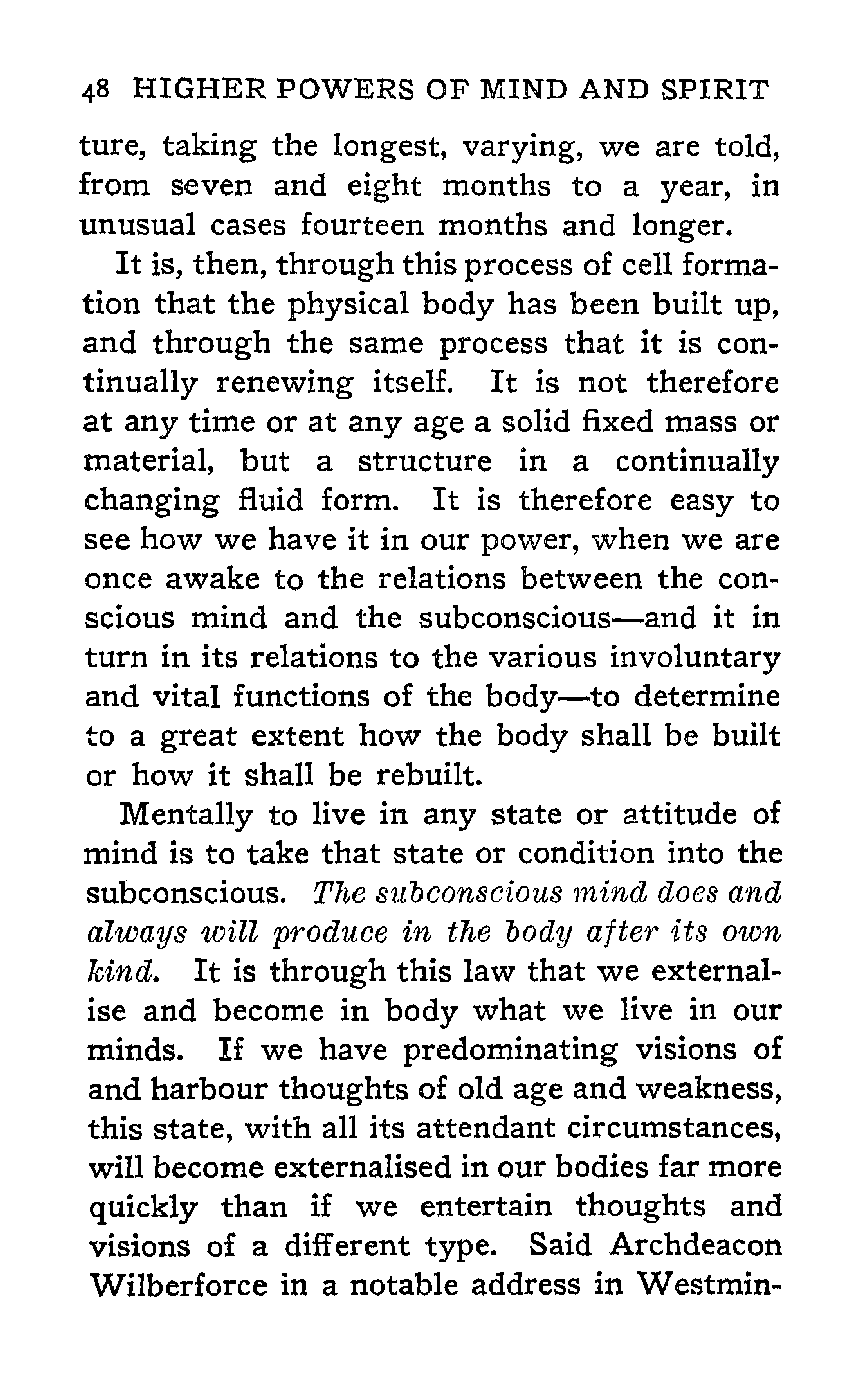 48 HIGHER POWERS OF MIND AND SPIRIT
ture, taking the longest, varying, we are told,
from seven and eight months to a year, in
unusual cases fourteen months and longer.
It is, then, through this process of cell forma-
tion that the physical body has been built up,
and through the same process that it is con-
tinually renewing itself. It is not therefore
at any time or at any age a solid fixed mass or
material, but a structure in a continually
changing fluid form. It is therefore easy to
see how we have it in our power, when we are
once awake to the relations between the con-
scious mind and the subconscious—and it in
turn in its relations to the various involuntary
and vital functions of the body—to determine
to a great extent how the body shall be built
or how it shall be rebuilt.
Mentally to live in any state or attitude of
mind is to take that state or condition into the
subconscious. The subconscious mind does and
always will produce in the body after its own
kind. It is through this law that we external-
ise and become in body what we live in our
minds. If we have predominating visions of
and harbour thoughts of old age and weakness,
this state, with all its attendant circumstances,
will become externalised in our bodies far more
quickly than if we entertain thoughts and
visions of a different type. Said Archdeacon
Wilberforce in a notable address in Westmin-